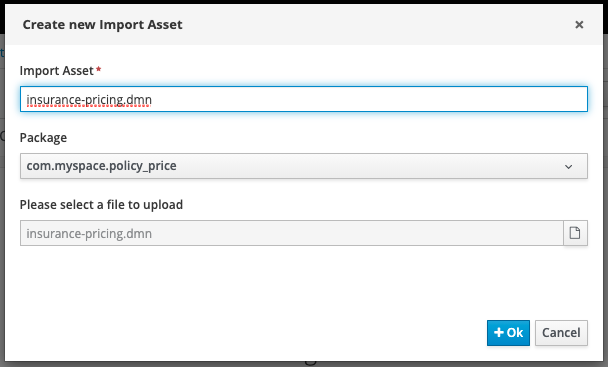 Create new Import Asset
Import Asset*
insurance-pricing.dmn
Package
com.myspace.policy_price
Please select a file to upload
insurance-pricing.dmn
Ok
Cancel